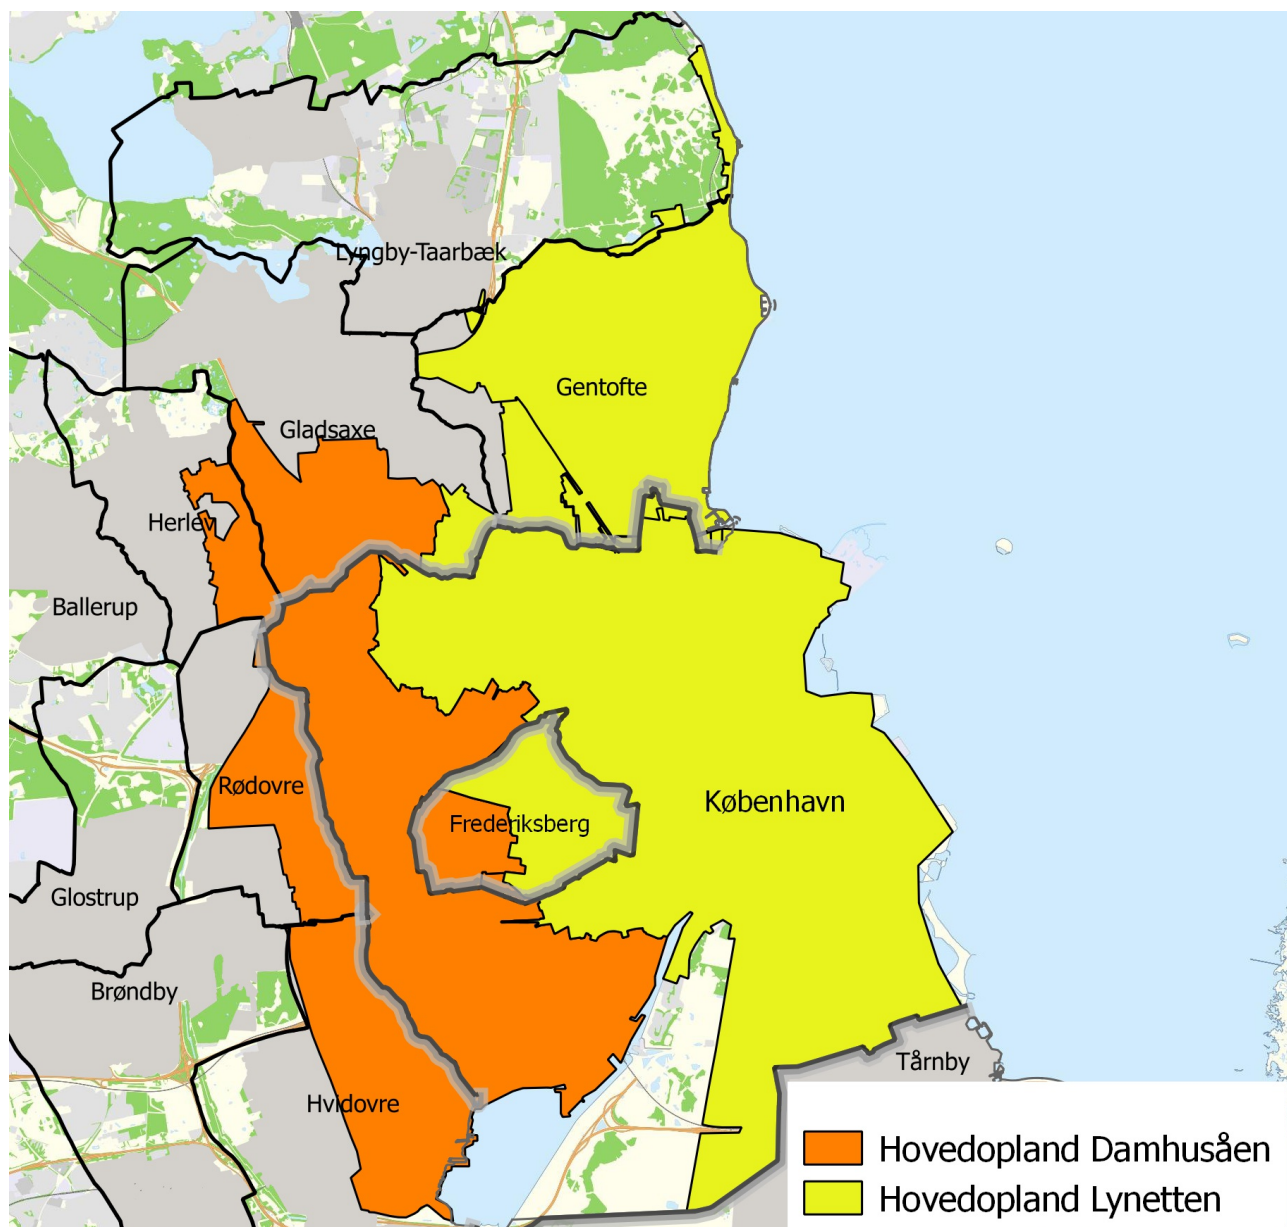 Lyngby-Taarbæk
Gentofte
Gladsaxe
Herlev
Ballerup
Rødovre
København
Frederiksberg
Glostrup
Brøndby
Tårnby
Hvidovre
Hovedopland Damhusåen
Hovedopland Lynetten